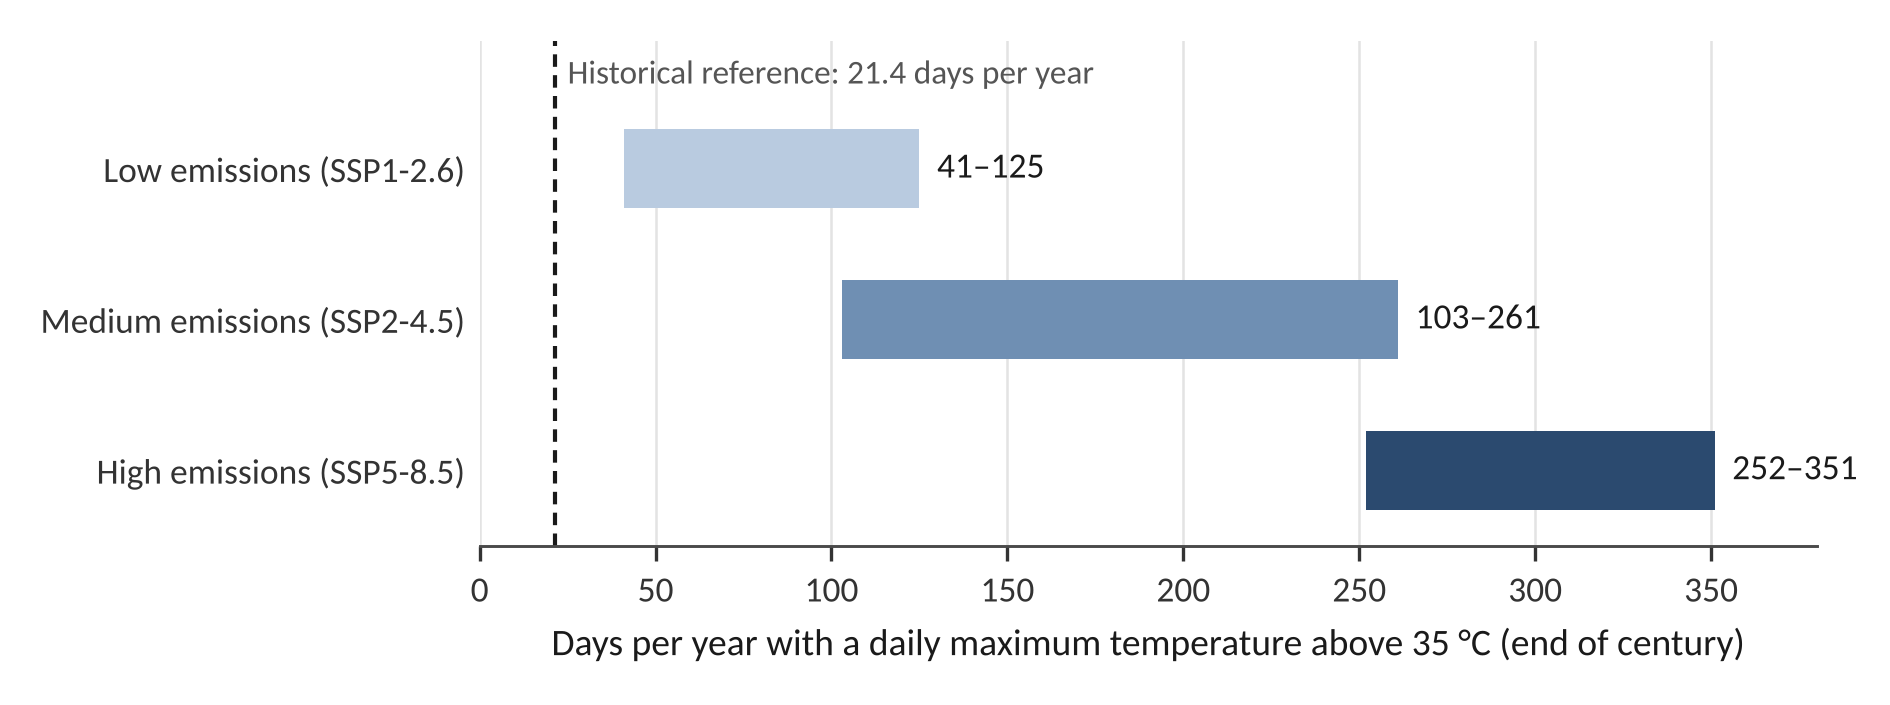 Historical reference: 21.4 days per year
Low emissions (SSP1-2.6)
41–125
Medium emissions (SSP2-4.5)
103–261
High emissions (SSP5-8.5)
252–351
0 50 100 150 200 250 300 350
Days per year with a daily maximum temperature above 35 °C (end of century)